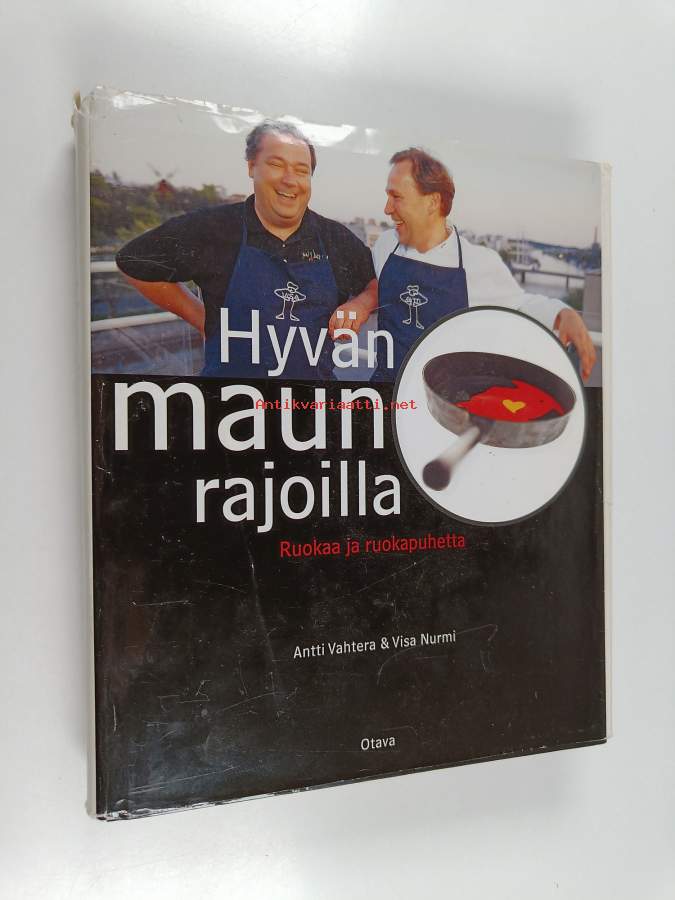 Hyvän
maun
Antikvariaatti.net
rajoilla
Ruokaa ja ruokapuhetta
Antti Vahtera & Visa Nurmi
Otava